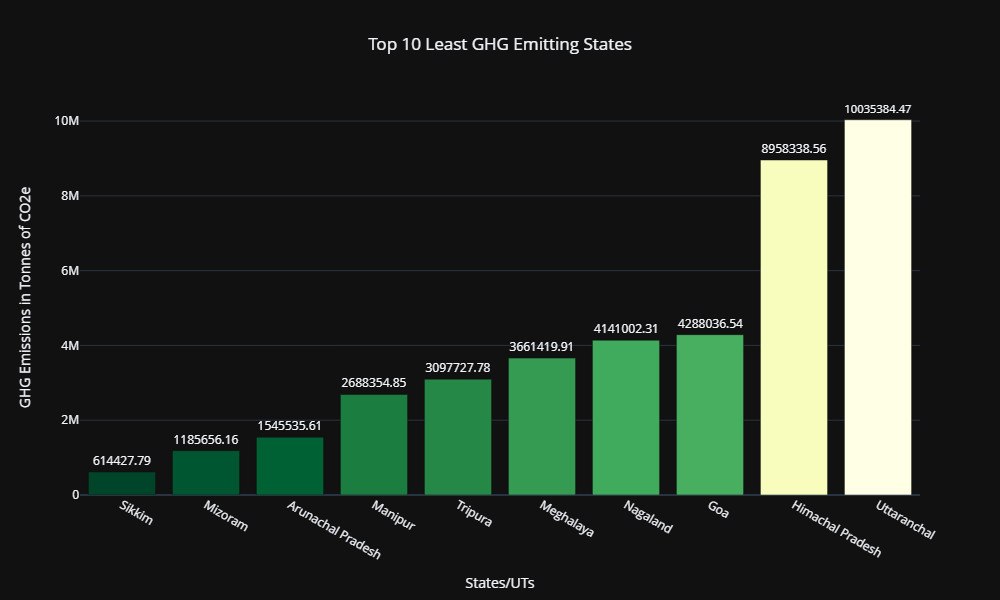 Top 10 Least GHG Emitting States
GHG Emissions in Tonnes of CO2e
10M
8M
6M
4M
2M
0
614427.79
1185656.16
1545535.61
2688354.85
3097727.78
3661419.91
4141002.31
4288036.54
8958338.56
10035384.47
Sikkim
Mizoram
Arunachal Pradesh
Manipur
Tripura
Meghalaya
Nagaland
Goa
Himachal Pradesh
Uttaranchal
States/UTs